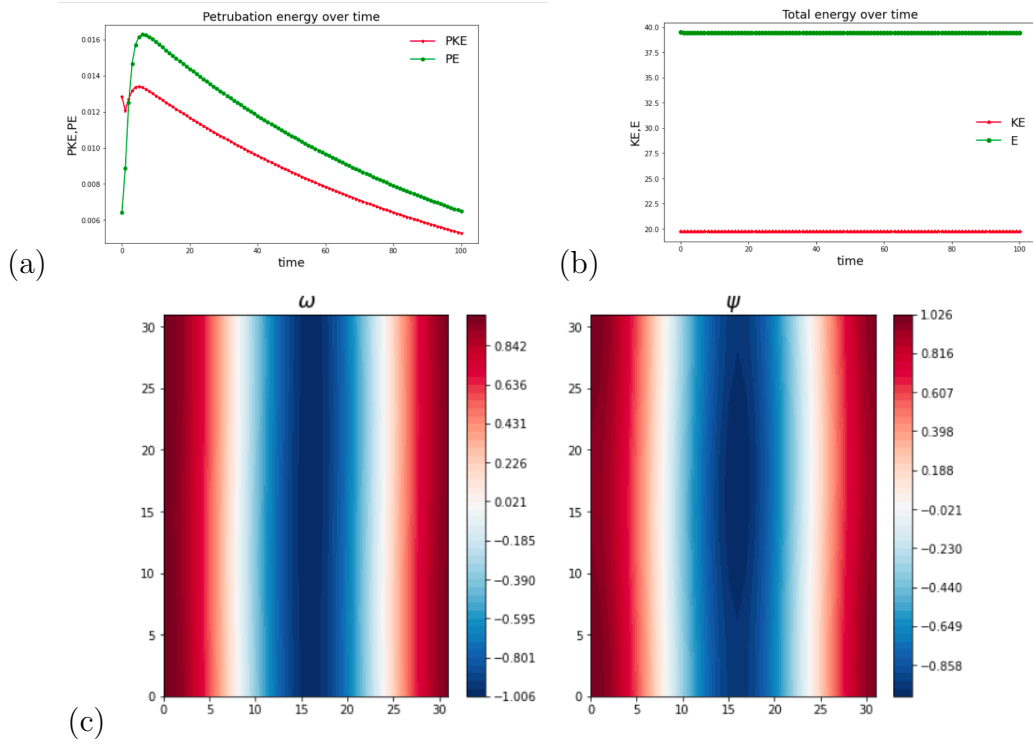 Petrubation energy over time
PKE
PE
PKE,PE
0.016
0.014
0.012
0.010
0.008
0.006
0 20 40 60 80 100
time
(a)
Total energy over time
KE
E
KE,E
40.0
37.5
35.0
32.5
30.0
27.5
25.0
22.5
20.0
0 20 40 60 80 100
time
(b)
ω
30
25
20
15
10
5
0
0 5 10 15 20 25 30
0.842
0.636
0.431
0.226
0.021
−0.185
−0.390
−0.595
−0.801
−1.006
(c)
ψ
30
25
20
15
10
5
0
0 5 10 15 20 25 30
1.026
0.816
0.607
0.398
0.188
−0.021
−0.230
−0.440
−0.649
−0.858